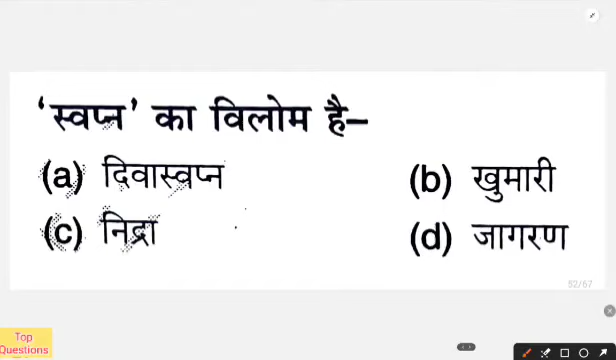 ‘स्वप्न’ का विलोम है–
(a) दिवास्वप्न (b) खुमारी
(c) निद्रा (d) जागरण
52/67
Top
Questions